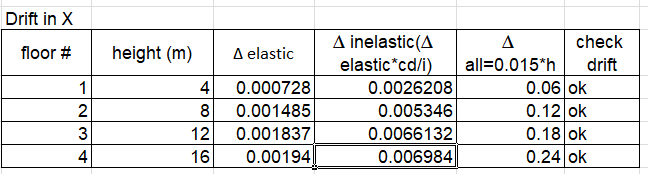 Drift in X
floor # height (m) Δ elastic Δ inelastic(Δ elastic*cd/i) Δ all=0.015*h check drift
1 4 0.000728 0.0026208 0.06 ok
2 8 0.001485 0.005346 0.12 ok
3 12 0.001837 0.0066132 0.18 ok
4 16 0.00194 0.006984 0.24 ok